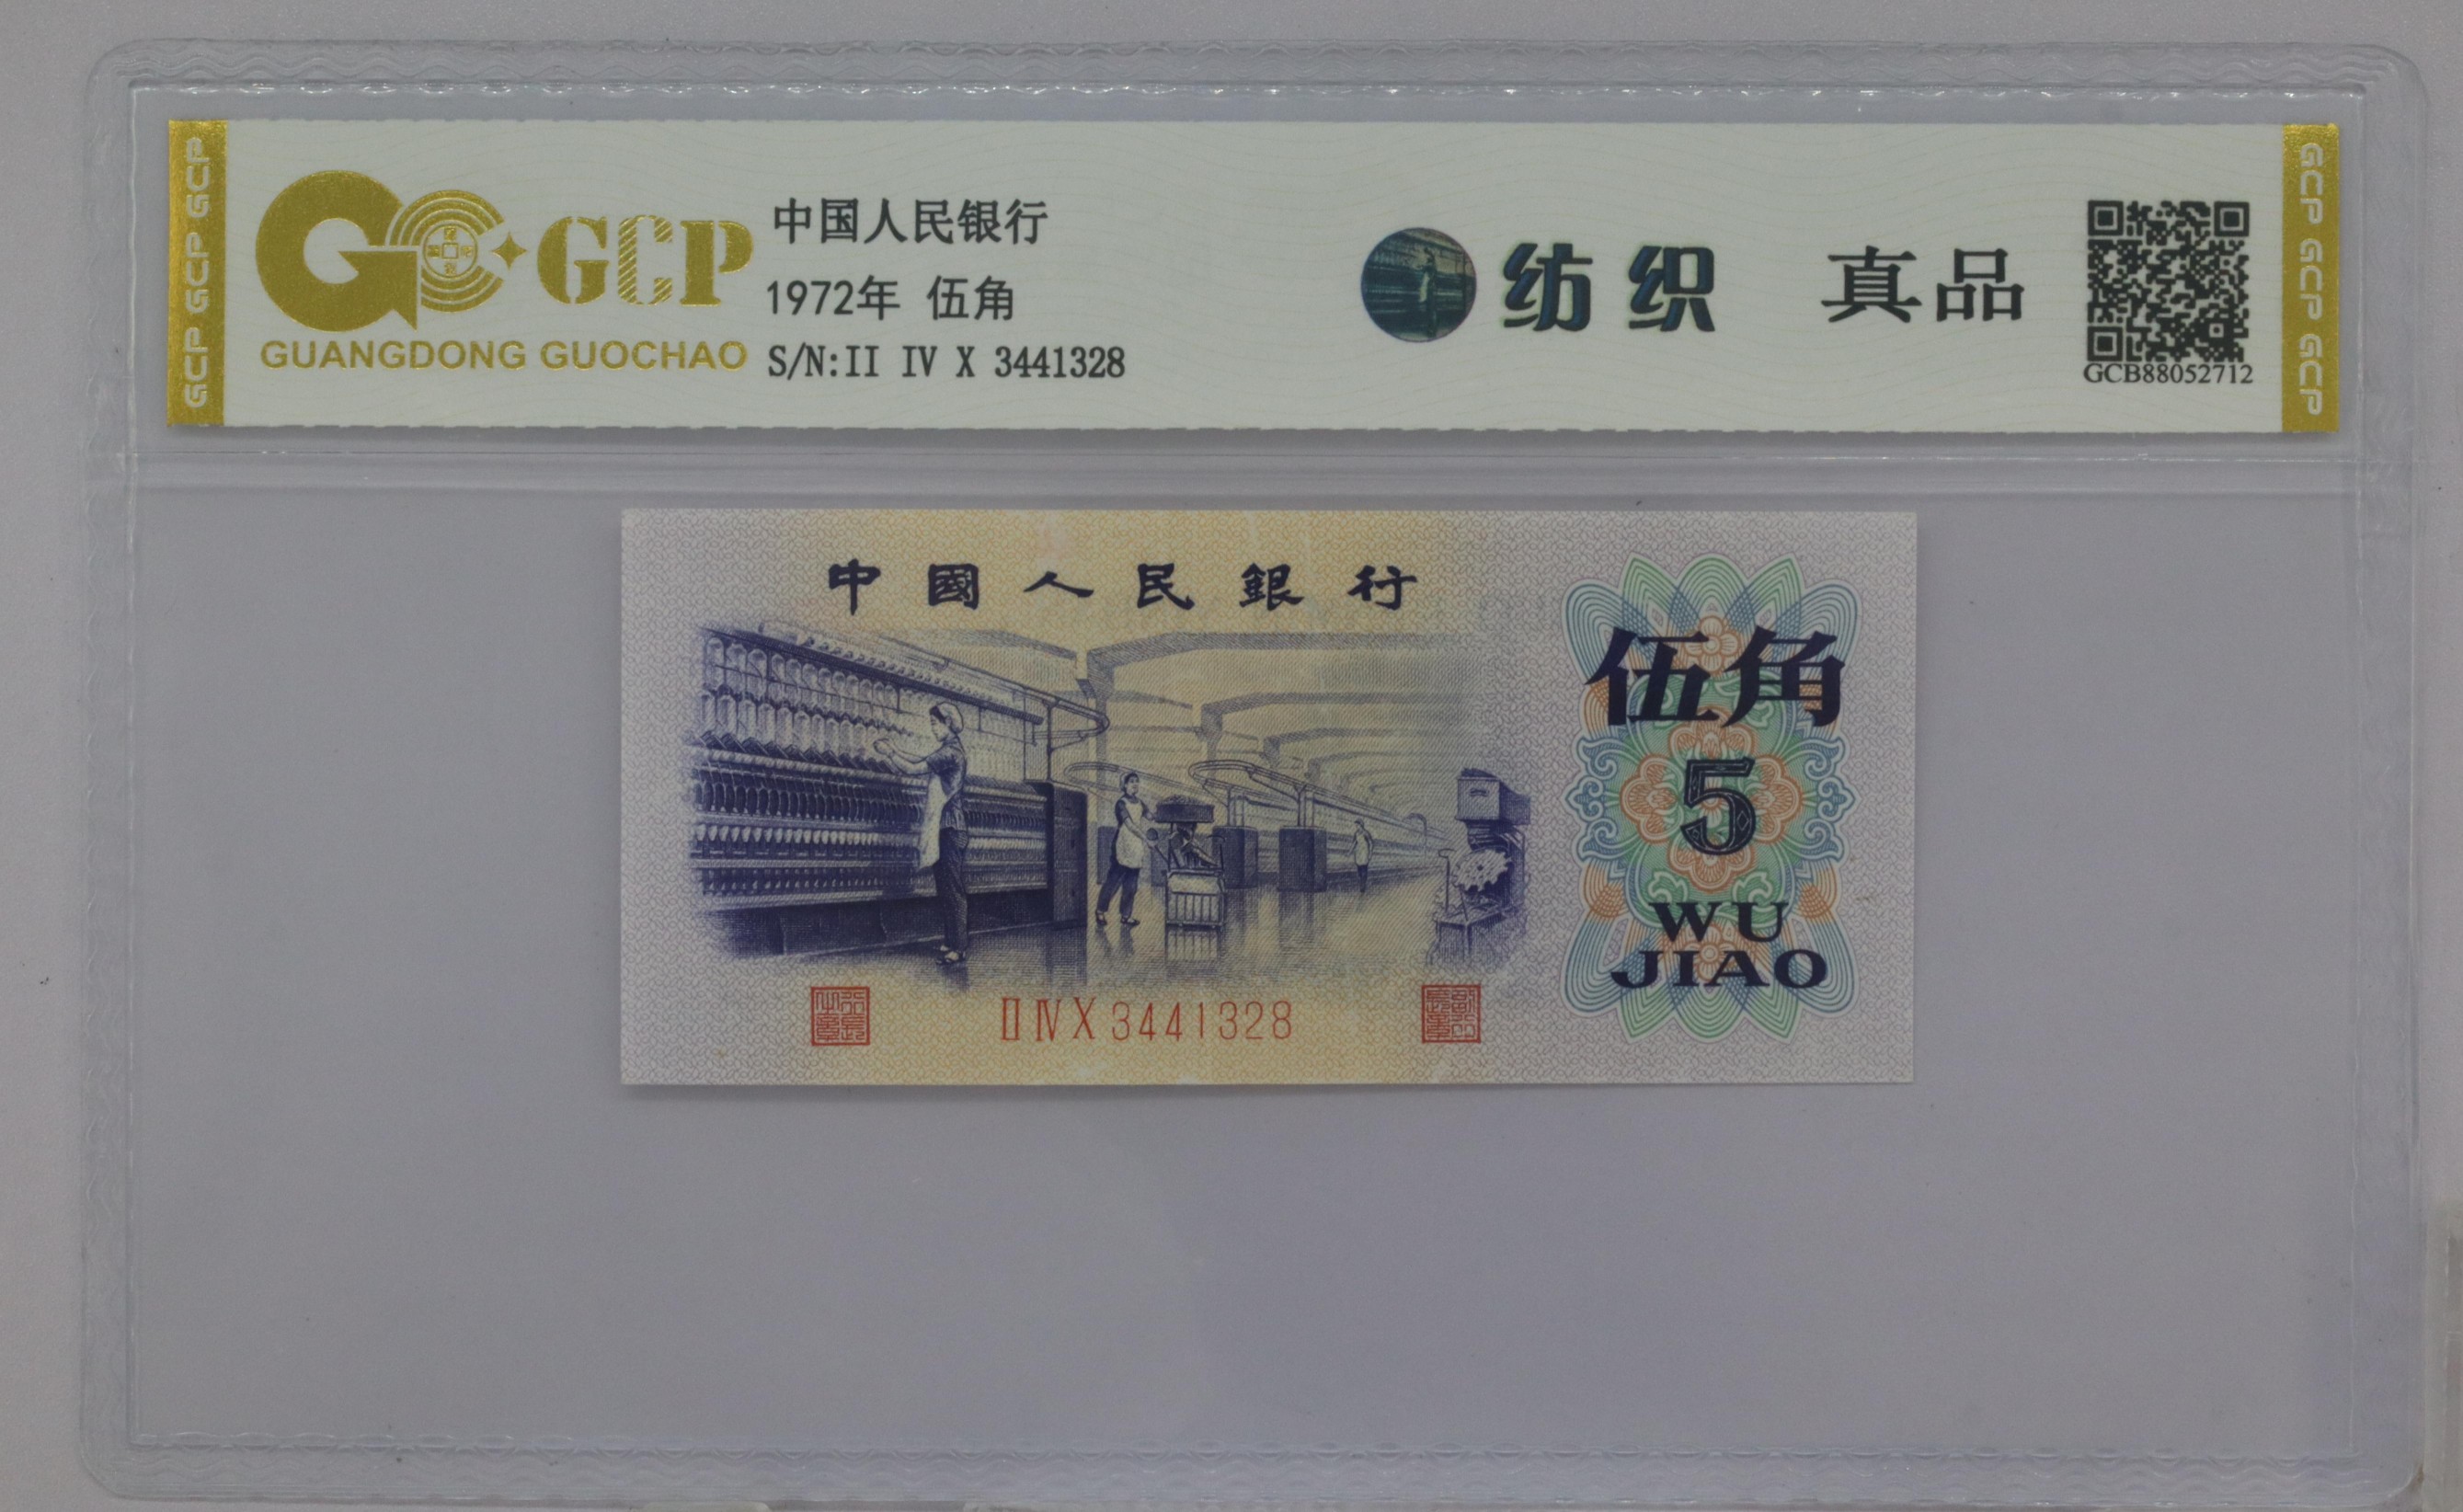 GCP GCP GCP
GCP
GUANGDONG GUOCHAO
中国人民银行
1972年 伍角
S/N:II IV X 3441328
纺织
真品
GCB88052712
GCP GCP GCP
中國人民銀行
伍角
5
WU
JIAO
II IV X 3441328